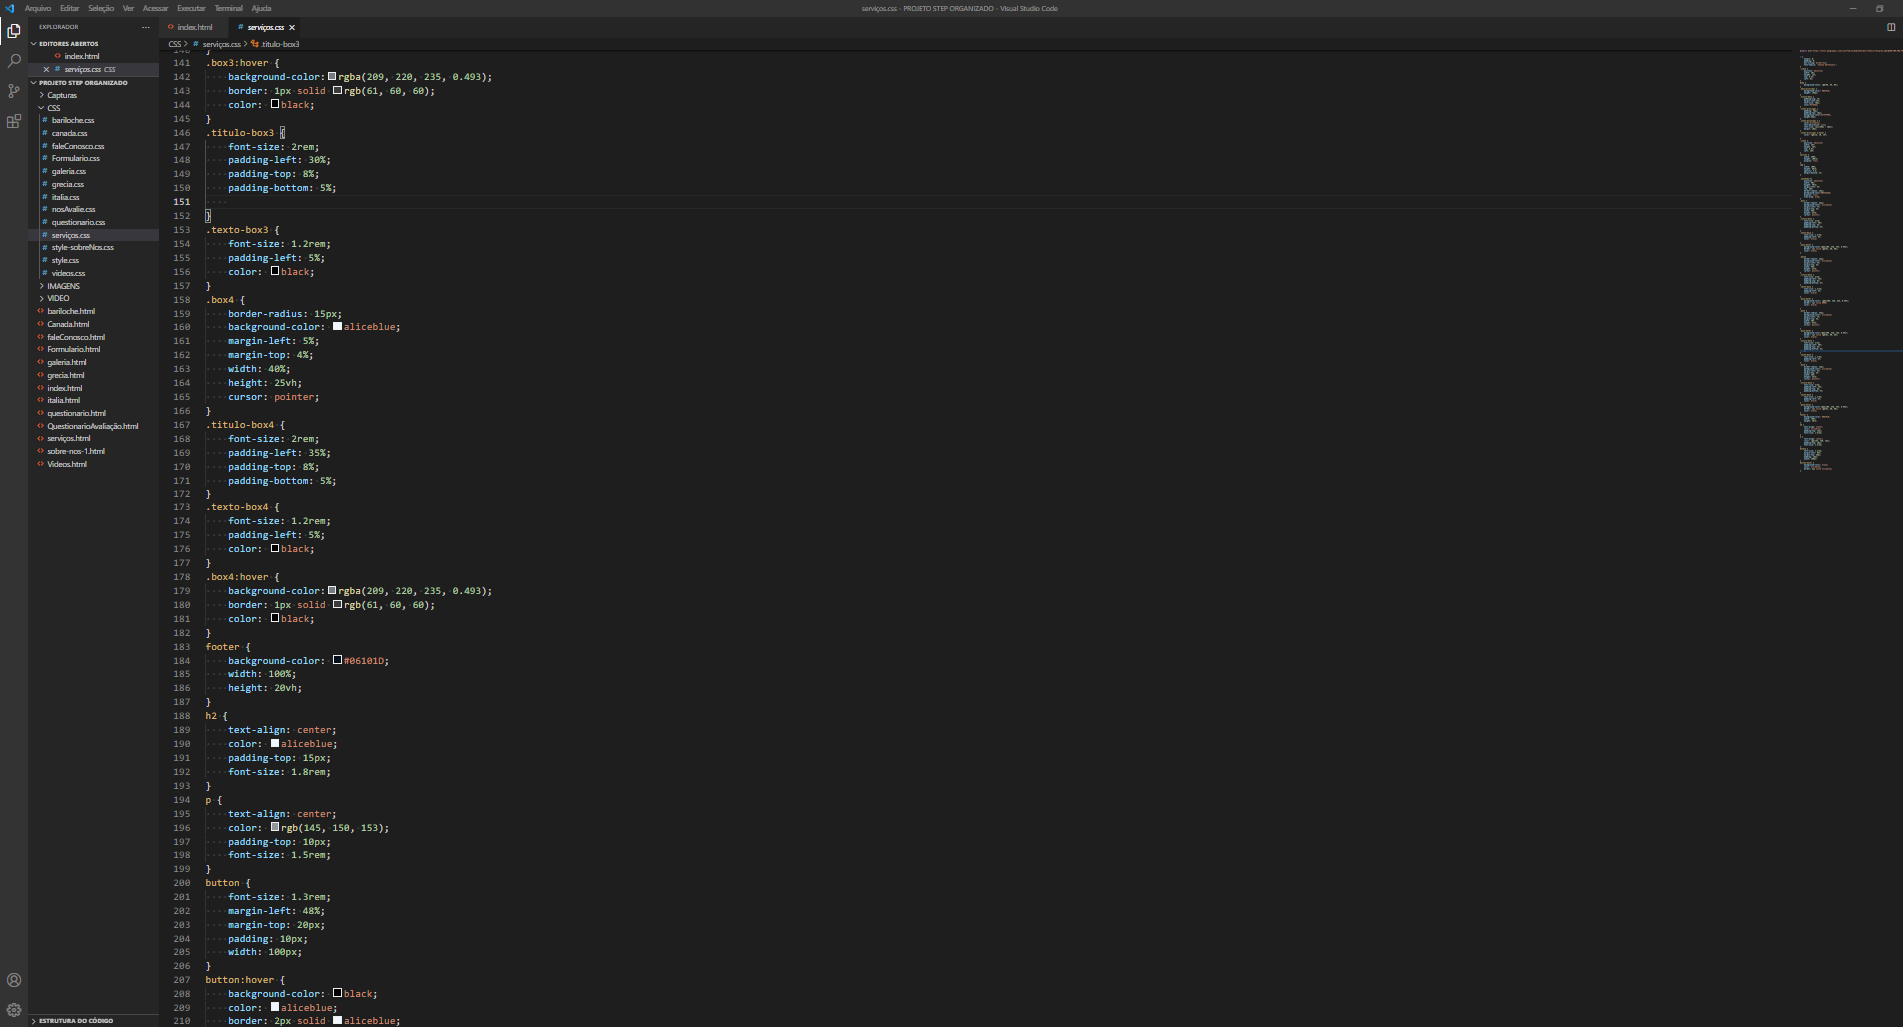 Arquivo Editar Seleção Ver Acessar Executar Terminal Ajuda
serviços.css - PROJETO STEP ORGANIZADO - Visual Studio Code
EXPLORADOR
EDITORES ABERTOS
index.html
serviços.css CSS
PROJETO STEP ORGANIZADO
Capturas
CSS
bariloche.css
canada.css
faleConosco.css
Formulario.css
galeria.css
grecia.css
italia.css
nosAvalie.css
questionario.css
serviços.css
style-sobreNos.css
style.css
videos.css
IMAGENS
VIDEO
bariloche.html
Canada.html
faleConosco.html
Formulario.html
galeria.html
grecia.html
index.html
italia.html
questionario.html
QuestionarioAvaliação.html
serviços.html
sobre-nos-1.html
Videos.html
ESTRUTURA DO CÓDIGO
index.html
# serviços.css
CSS > # serviços.css > .titulo-box3
141 .box3:hover {
142 background-color: rgba(209, 220, 235, 0.493);
143 border: 1px solid rgb(61, 60, 60);
144 color: black;
145 }
146 .titulo-box3 {
147 font-size: 2rem;
148 padding-left: 30%;
149 padding-top: 8%;
150 padding-bottom: 5%;
151
152 }
153 .texto-box3 {
154 font-size: 1.2rem;
155 padding-left: 5%;
156 color: black;
157 }
158 .box4 {
159 border-radius: 15px;
160 background-color: aliceblue;
161 margin-left: 5%;
162 margin-top: 4%;
163 width: 40%;
164 height: 25vh;
165 cursor: pointer;
166 }
167 .titulo-box4 {
168 font-size: 2rem;
169 padding-left: 35%;
170 padding-top: 8%;
171 padding-bottom: 5%;
172 }
173 .texto-box4 {
174 font-size: 1.2rem;
175 padding-left: 5%;
176 color: black;
177 }
178 .box4:hover {
179 background-color: rgba(209, 220, 235, 0.493);
180 border: 1px solid rgb(61, 60, 60);
181 color: black;
182 }
183 footer {
184 background-color: #06101D;
185 width: 100%;
186 height: 20vh;
187 }
188 h2 {
189 text-align: center;
190 color: aliceblue;
191 padding-top: 15px;
192 font-size: 1.8rem;
193 }
194 p {
195 text-align: center;
196 color: rgb(145, 150, 153);
197 padding-top: 10px;
198 font-size: 1.5rem;
199 }
200 button {
201 font-size: 1.3rem;
202 margin-left: 48%;
203 margin-top: 20px;
204 padding: 10px;
205 width: 100px;
206 }
207 button:hover {
208 background-color: black;
209 color: aliceblue;
210 border: 2px solid aliceblue;